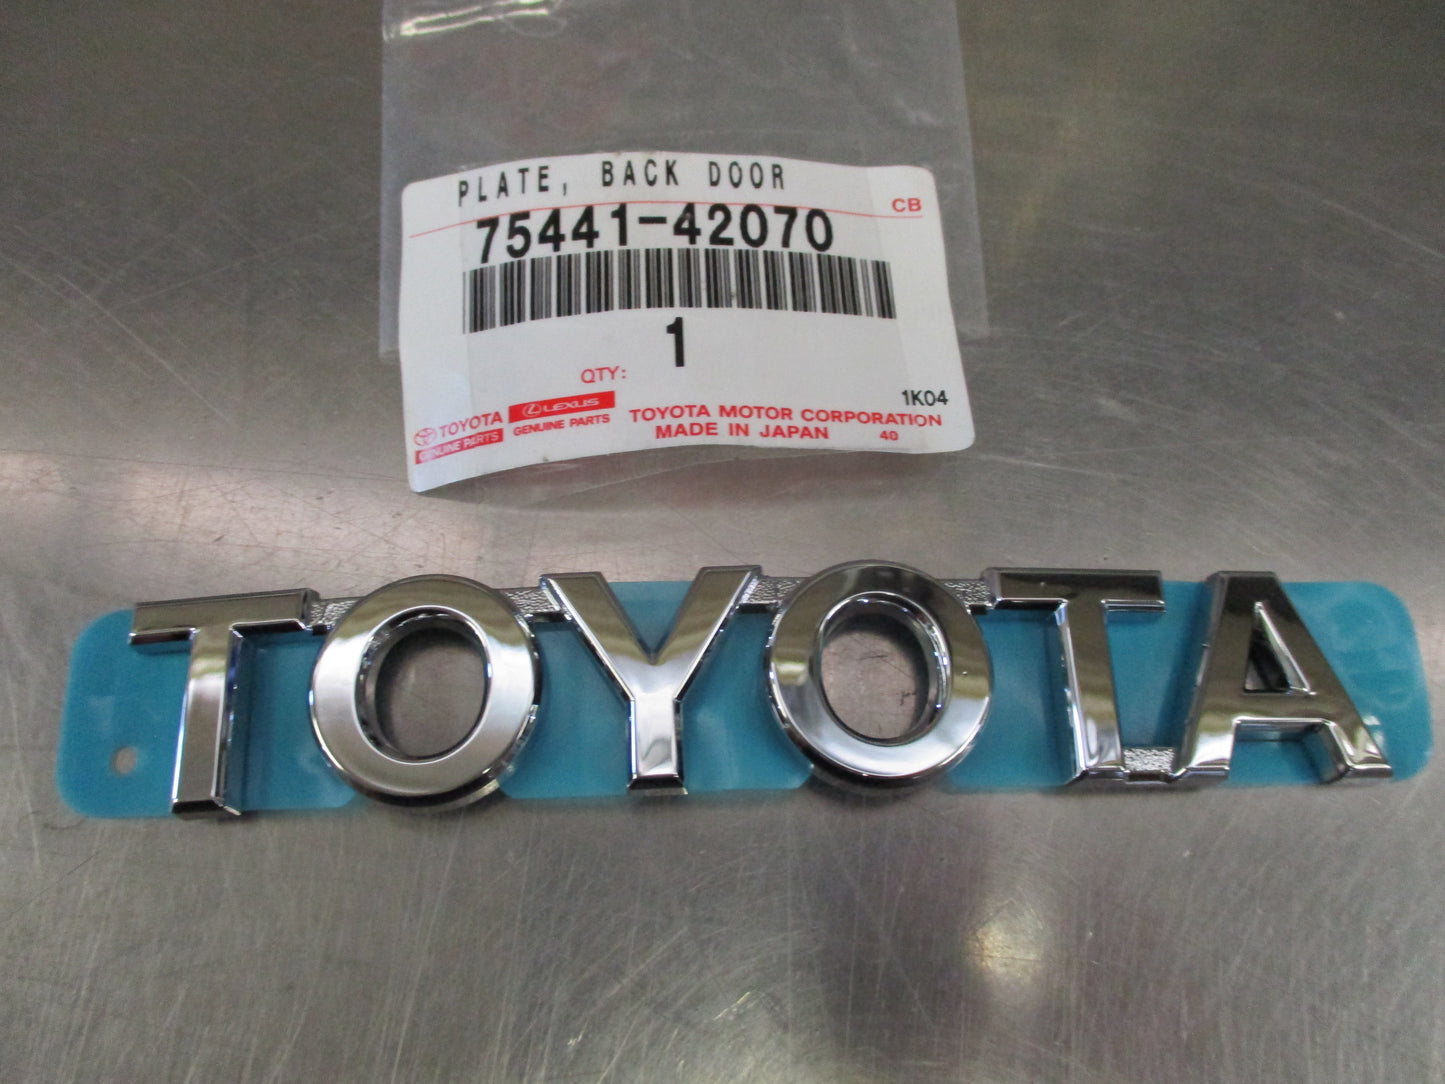 PLATE, BACK DOOR
CB
75441-42070
1
QTY:
1K04
TOYOTA
GENUINE PARTS
LEXUS
GENUINE PARTS
TOYOTA MOTOR CORPORATION
MADE IN JAPAN 40
TOYOTA